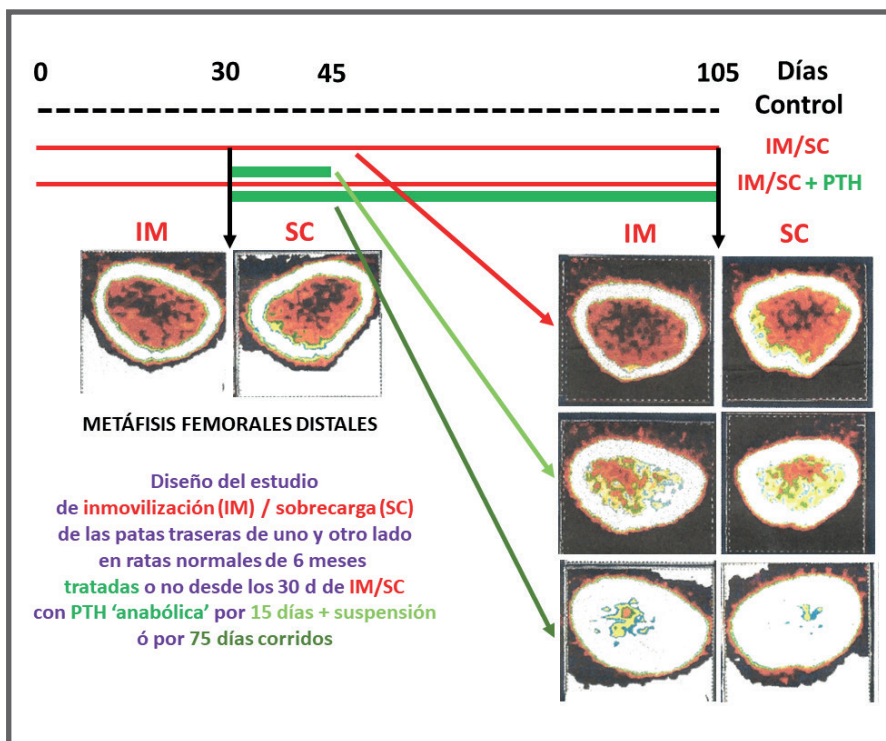 0 30 45 105 Días
Control
IM/SC
IM/SC + PTH
IM SC
IM SC
METÁFISIS FEMORALES DISTALES
Diseño del estudio
de inmovilización (IM) / sobrecarga (SC)
de las patas traseras de uno y otro lado
en ratas normales de 6 meses
tratadas o no desde los 30 d de IM/SC
con PTH ‘anabólica’ por 15 días + suspensión
ó por 75 días corridos